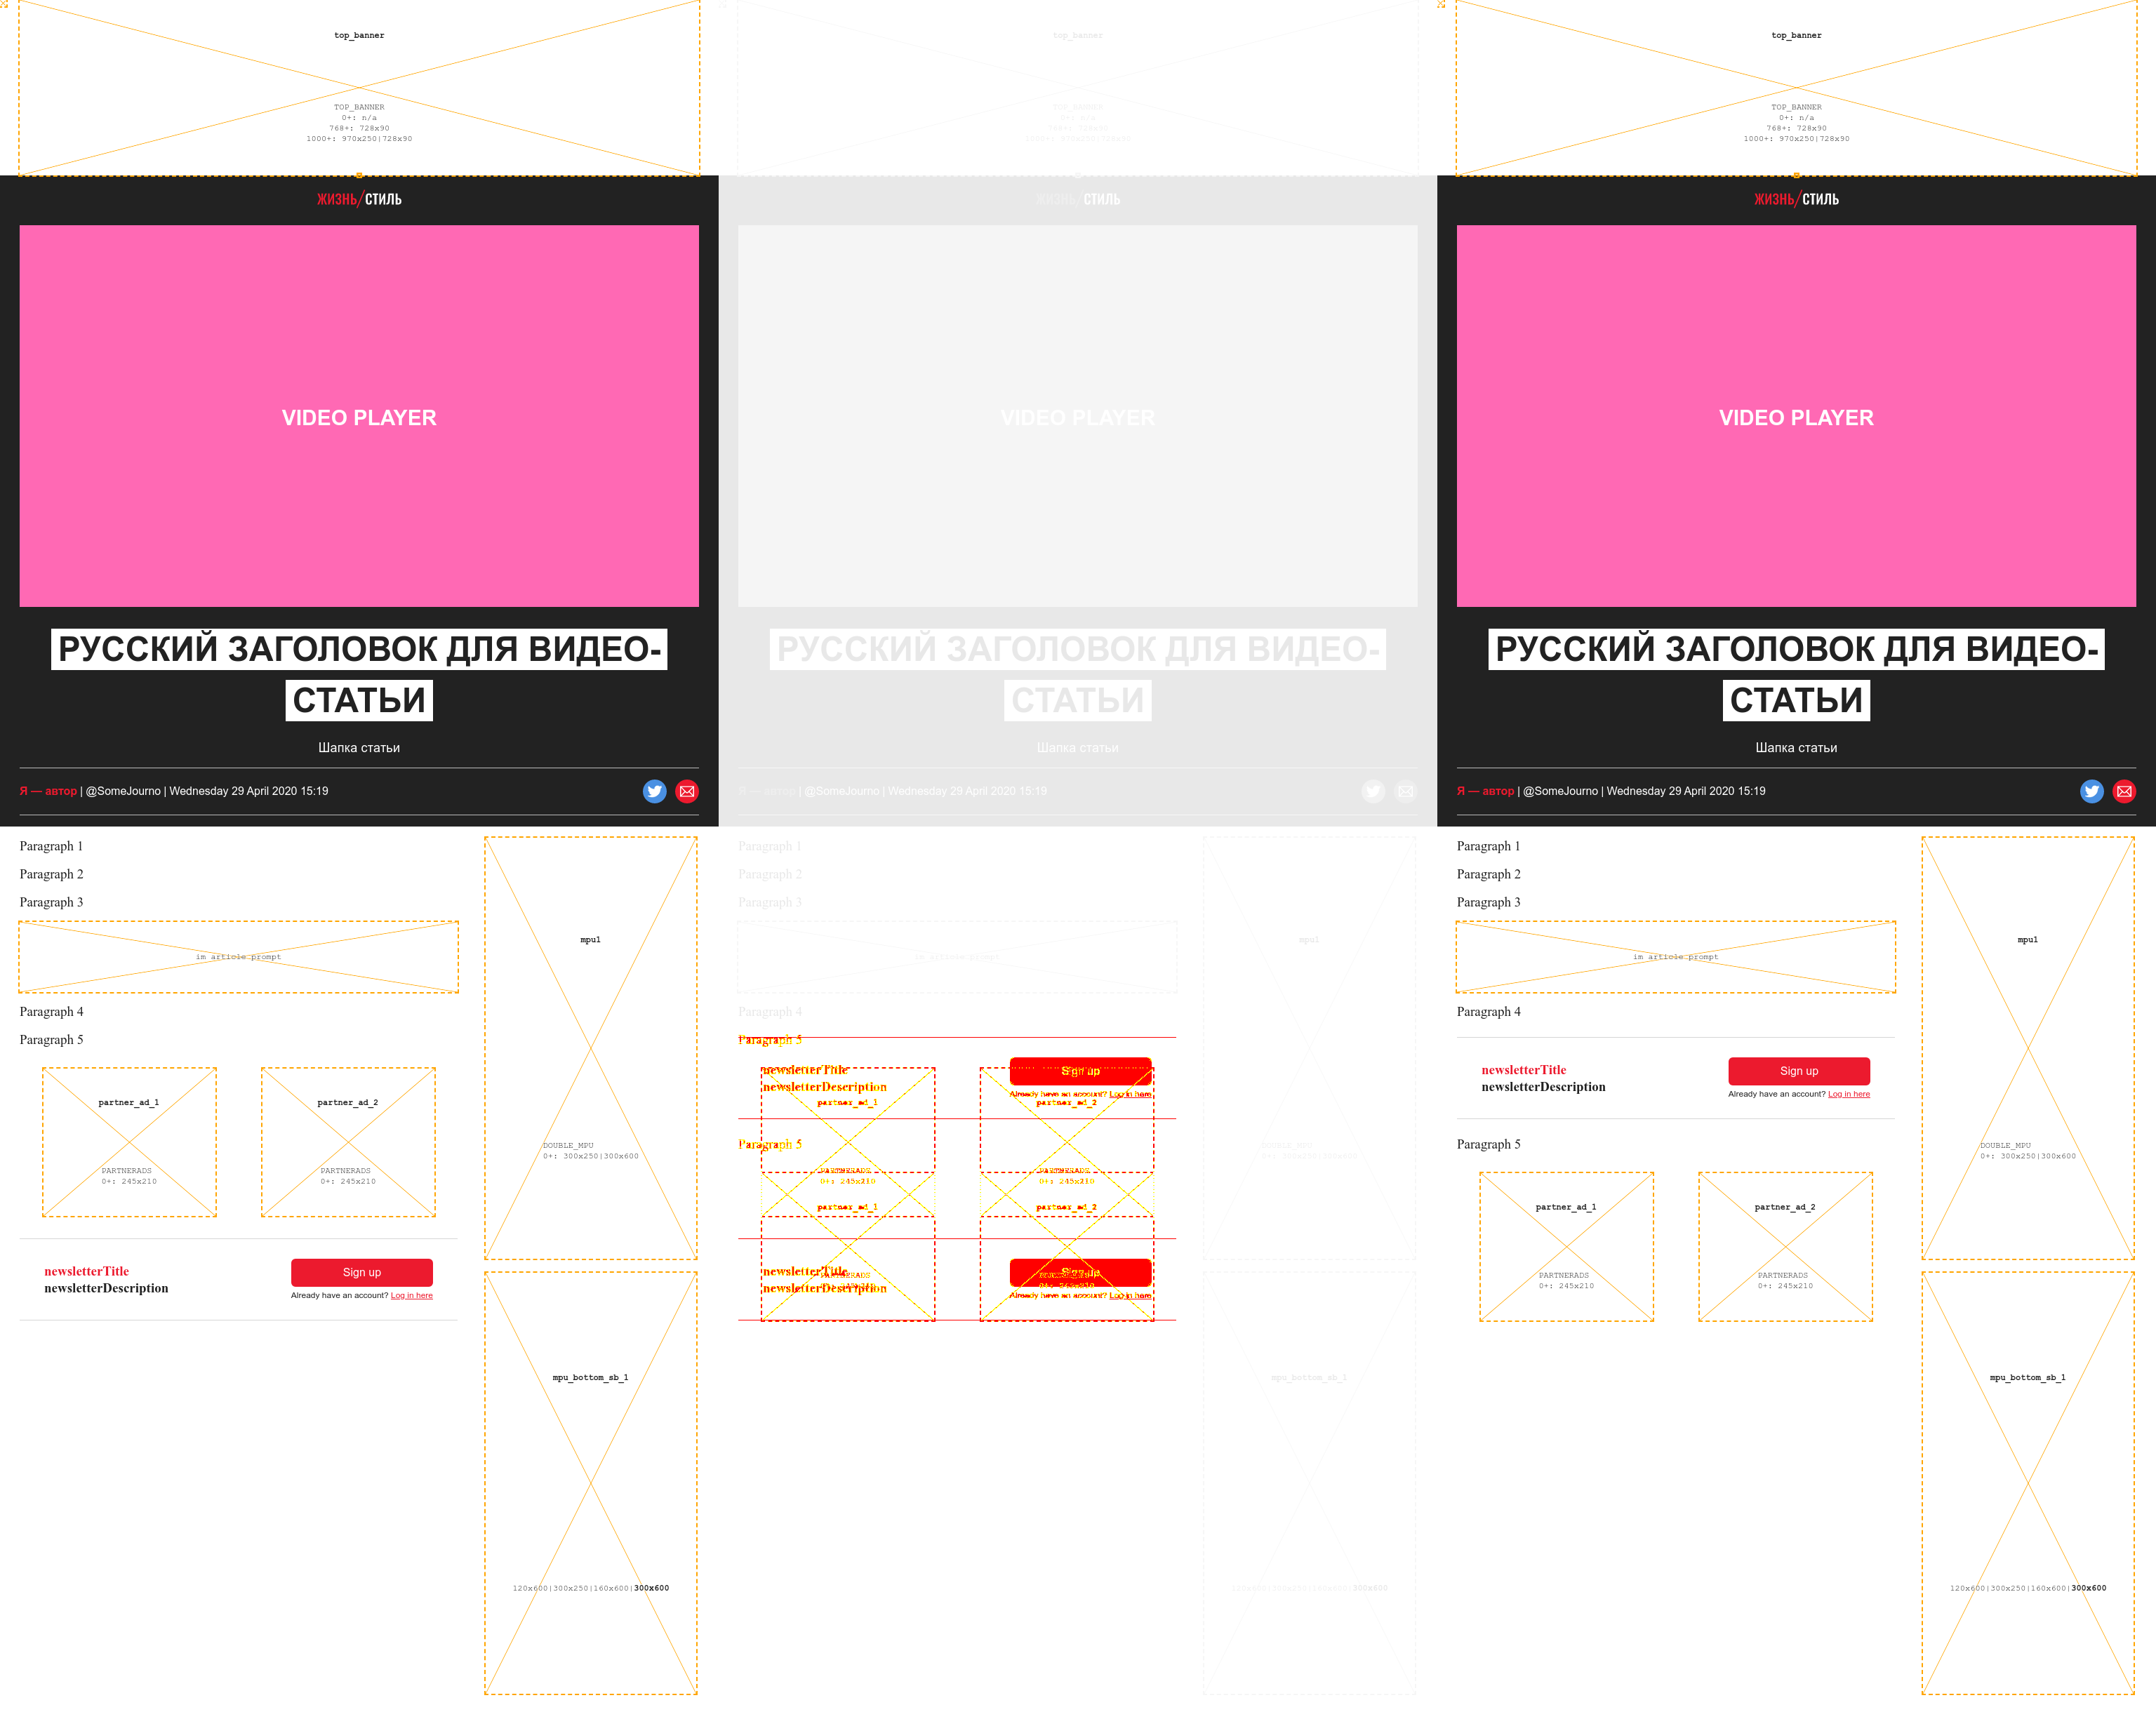 top_banner
TOP_BANNER
0+: n/a
768+: 728x90
1000+: 970x250|728x90
ЖИЗНЬ/СТИЛЬ
VIDEO PLAYER
РУССКИЙ ЗАГОЛОВОК ДЛЯ ВИДЕО-
СТАТЬИ
Шапка статьи
Я — автор | @SomeJourno | Wednesday 29 April 2020 15:19
Paragraph 1
Paragraph 2
Paragraph 3
im article prompt
Paragraph 4
Paragraph 5
partner_ad_1
partner_ad_2
PARTNERADS
0+: 245x210
PARTNERADS
0+: 245x210
newsletterTitle
newsletterDescription
Sign up
Already have an account? Log in here
mpu1
DOUBLE_MPU
0+: 300x250|300x600
mpu_bottom_sb_1
120x600|300x250|160x600|300x600
top_banner
TOP_BANNER
0+: n/a
768+: 728x90
1000+: 970x250|728x90
ЖИЗНЬ/СТИЛЬ
VIDEO PLAYER
РУССКИЙ ЗАГОЛОВОК ДЛЯ ВИДЕО-
СТАТЬИ
Шапка статьи
Я — автор | @SomeJourno | Wednesday 29 April 2020 15:19
Paragraph 1
Paragraph 2
Paragraph 3
im article prompt
Paragraph 4
Paragraph 5
newsletterTitle
newsletterDescription
Sign up
Already have an account? Log in here
partner_ad_1
partner_ad_2
Paragraph 5
PARTNERADS
0+: 245x210
PARTNERADS
0+: 245x210
partner_ad_1
partner_ad_2
newsletterTitle
newsletterDescription
Sign up
Already have an account? Log in here
mpu1
DOUBLE_MPU
0+: 300x250|300x600
mpu_bottom_sb_1
120x600|300x250|160x600|300x600
top_banner
TOP_BANNER
0+: n/a
768+: 728x90
1000+: 970x250|728x90
ЖИЗНЬ/СТИЛЬ
VIDEO PLAYER
РУССКИЙ ЗАГОЛОВОК ДЛЯ ВИДЕО-
СТАТЬИ
Шапка статьи
Я — автор | @SomeJourno | Wednesday 29 April 2020 15:19
Paragraph 1
Paragraph 2
Paragraph 3
im article prompt
Paragraph 4
newsletterTitle
newsletterDescription
Sign up
Already have an account? Log in here
Paragraph 5
partner_ad_1
partner_ad_2
PARTNERADS
0+: 245x210
PARTNERADS
0+: 245x210
mpu1
DOUBLE_MPU
0+: 300x250|300x600
mpu_bottom_sb_1
120x600|300x250|160x600|300x600